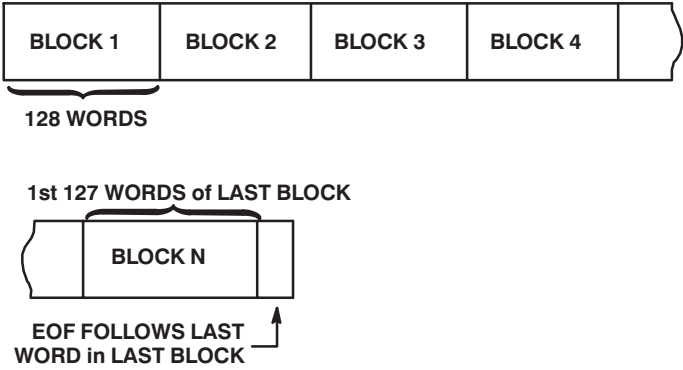 BLOCK 1 BLOCK 2 BLOCK 3 BLOCK 4
128 WORDS
1st 127 WORDS of LAST BLOCK
BLOCK N
EOF FOLLOWS LAST
WORD in LAST BLOCK